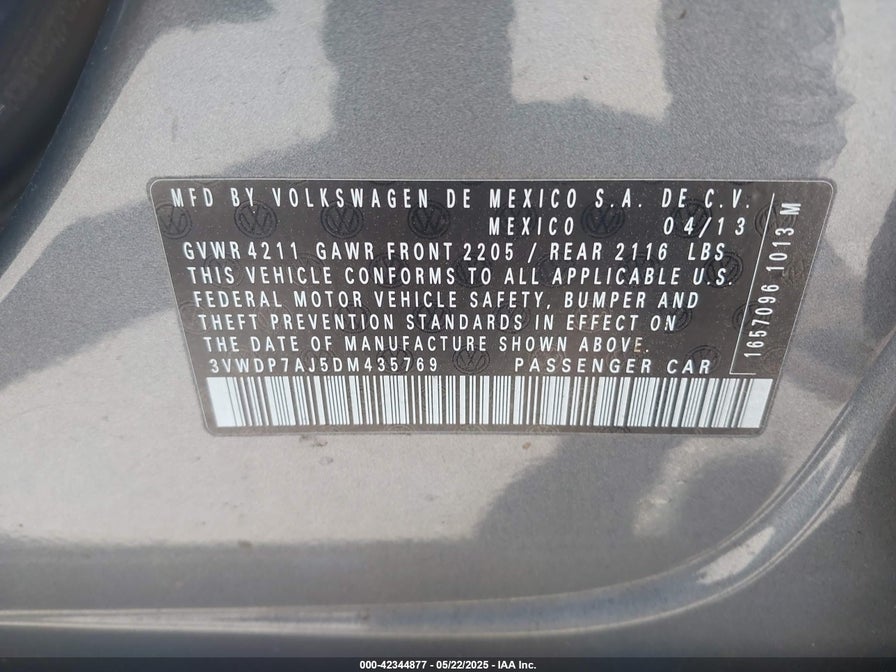 MFD BY VOLKSWAGEN DE MEXICO S.A. DE C.V.
MEXICO 04/13
GVWR 4211 GAWR FRONT 2205 / REAR 2116 LBS
THIS VEHICLE CONFORMS TO ALL APPLICABLE U.S.
FEDERAL MOTOR VEHICLE SAFETY, BUMPER AND
THEFT PREVENTION STANDARDS IN EFFECT ON
THE DATE OF MANUFACTURE SHOWN ABOVE.
3VWDP7AJ5DM435769 PASSENGER CAR
1657096 1013 M
000-42344877 - 05/22/2025 - IAA Inc.